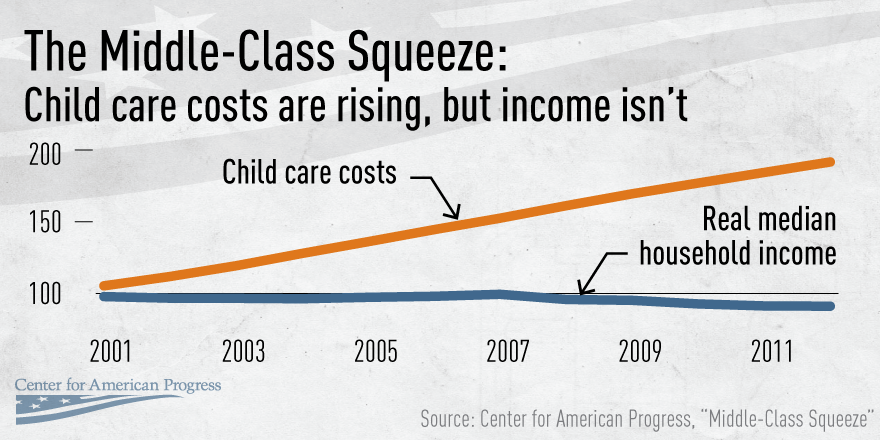 The Middle-Class Squeeze:
Child care costs are rising, but income isn't
200
Child care costs
150
Real median
household income
100
2001 2003 2005 2007 2009 2011
Center for American Progress
Source: Center for American Progress, "Middle-Class Squeeze"